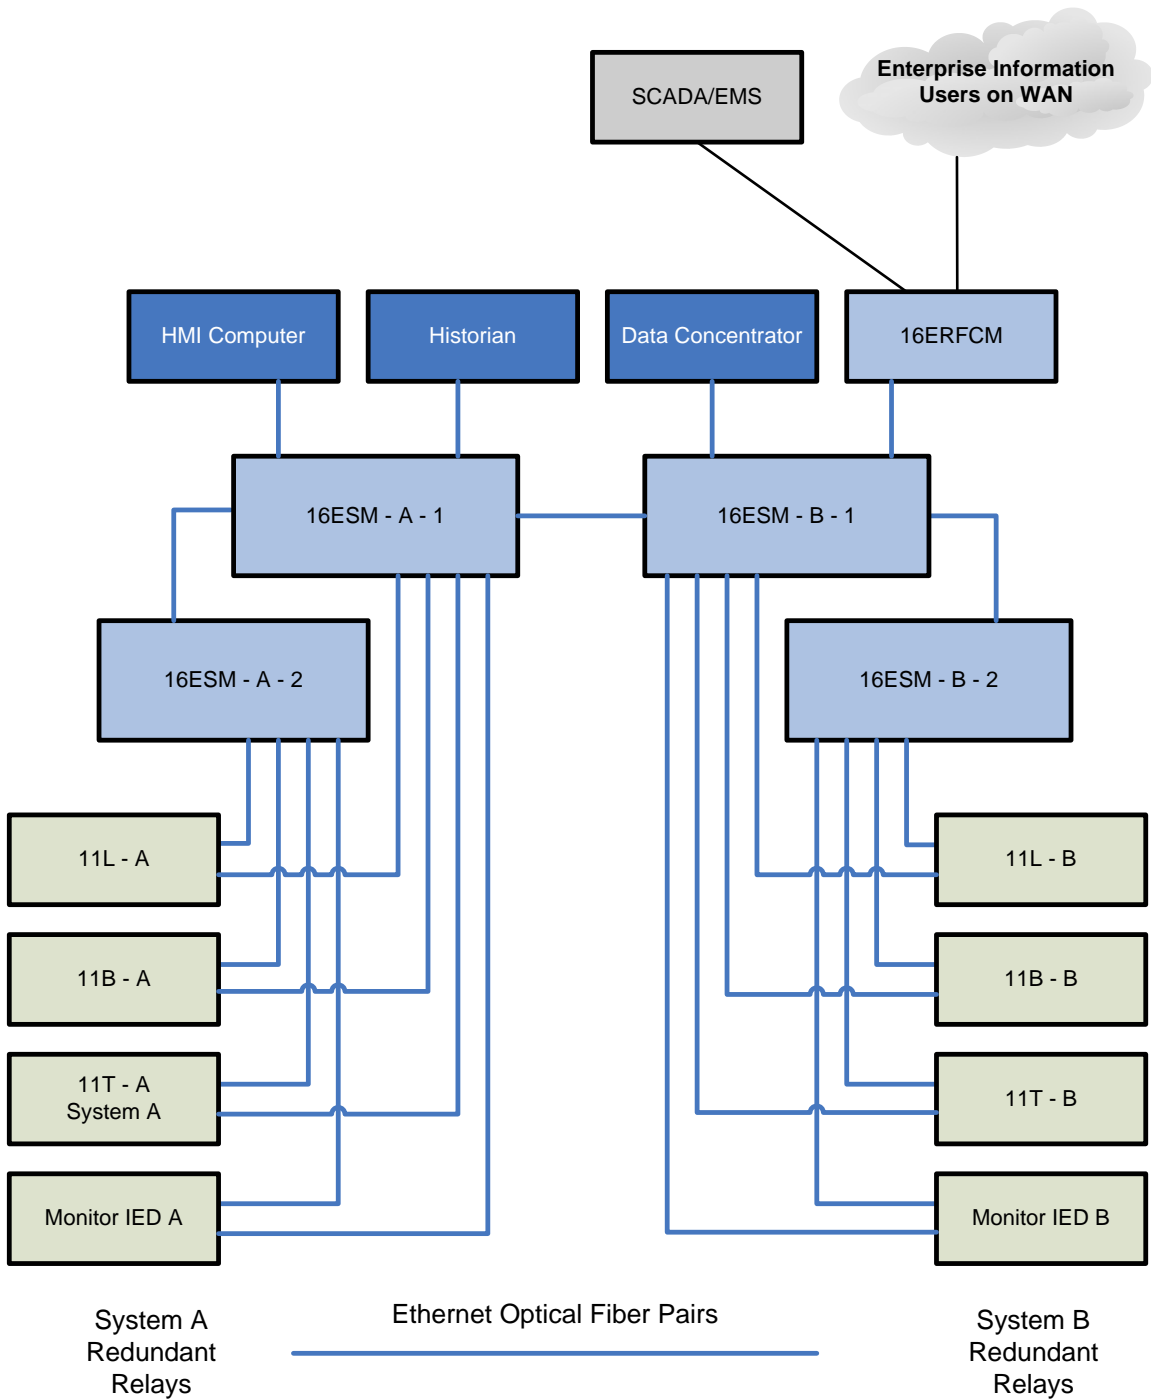 SCADA/EMS
Enterprise Information
Users on WAN
HMI Computer
Historian
Data Concentrator
16ERFCM
16ESM - A - 1
16ESM - B - 1
16ESM - A - 2
16ESM - B - 2
11L - A
11L - B
11B - A
11B - B
11T - A
System A
11T - B
Monitor IED A
Monitor IED B
System A
Redundant
Relays
Ethernet Optical Fiber Pairs
System B
Redundant
Relays